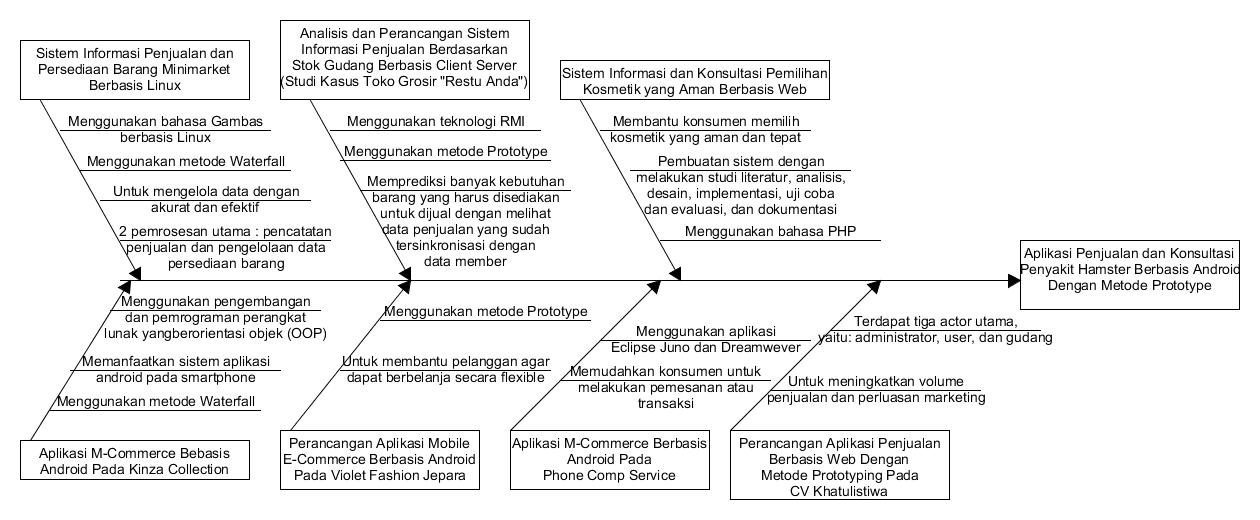 Sistem Informasi Penjualan dan
Persediaan Barang Minimarket
Berbasis Linux
Menggunakan bahasa Gambas
berbasis Linux
Menggunakan metode Waterfall
Untuk mengelola data dengan
akurat dan efektif
2 pemrosesan utama : pencatatan
penjualan dan pengelolaan data
persediaan barang
Analisis dan Perancangan Sistem
Informasi Penjualan Berdasarkan
Stok Gudang Berbasis Client Server
(Studi Kasus Toko Grosir "Restu Anda")
Menggunakan teknologi RMI
Menggunakan metode Prototype
Memprediksi banyak kebutuhan
barang yang harus disediakan
untuk dijual dengan melihat
data penjualan yang sudah
tersinkronisasi dengan
data member
Sistem Informasi dan Konsultasi Pemilihan
Kosmetik yang Aman Berbasis Web
Membantu konsumen memilih
kosmetik yang aman dan tepat
Pembuatan sistem dengan
melakukan studi literatur, analisis,
desain, implementasi, uji coba
dan evaluasi, dan dokumentasi
Menggunakan bahasa PHP
Aplikasi Penjualan dan Konsultasi
Penyakit Hamster Berbasis Android
Dengan Metode Prototype
Menggunakan pengembangan
dan pemrograman perangkat
lunak yangberorientasi objek (OOP)
Memanfaatkan sistem aplikasi
android pada smartphone
Menggunakan metode Waterfall
Aplikasi M-Commerce Bebasis
Android Pada Kinza Collection
Menggunakan metode Prototype
Untuk membantu pelanggan agar
dapat berbelanja secara flexible
Perancangan Aplikasi Mobile
E-Commerce Berbasis Android
Pada Violet Fashion Jepara
Menggunakan aplikasi
Eclipse Juno dan Dreamwever
Memudahkan konsumen untuk
melakukan pemesanan atau
transaksi
Aplikasi M-Commerce Berbasis
Android Pada
Phone Comp Service
Terdapat tiga actor utama,
yaitu: administrator, user, dan gudang
Untuk meningkatkan volume
penjualan dan perluasan marketing
Perancangan Aplikasi Penjualan
Berbasis Web Dengan
Metode Prototyping Pada
CV Khatulistiwa